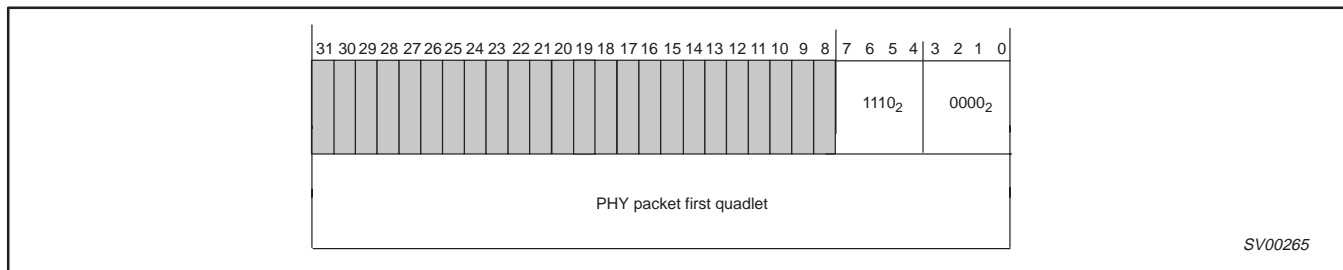 31 30 29 28 27 26 25 24 23 22 21 20 19 18 17 16 15 14 13 12 11 10 9 8 7 6 5 4 3 2 1 0
1110₂ 0000₂
PHY packet first quadlet
SV00265